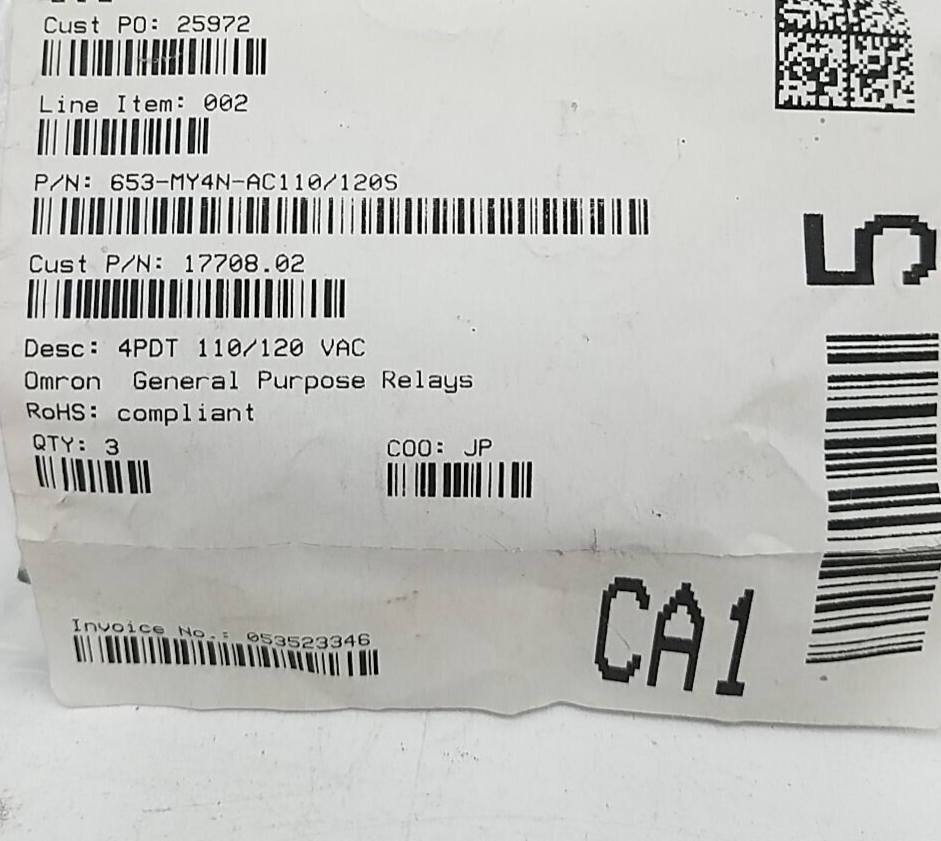 Cust PO: 25972
Line Item: 002
P/N: 653-MY4N-AC110/120S
Cust P/N: 17708.02
Desc: 4PDT 110/120 VAC
Omron General Purpose Relays
RoHS: compliant
QTY: 3
COO: JP
Invoice No.: 053523346
CA1
5